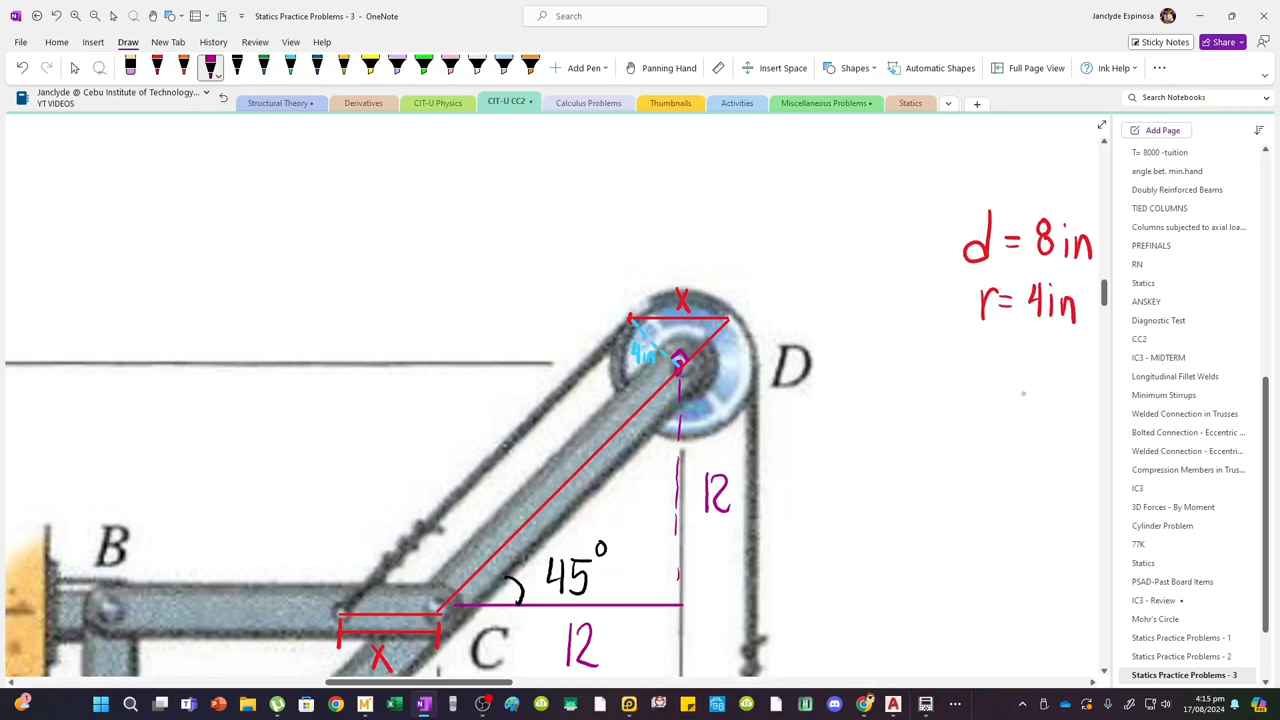 Statics Practice Problems - 3 - OneNote
Search
Janclyde Espinosa
File Home Insert Draw New Tab History Review View Help
Sticky Notes
Share
Add Pen
Panning Hand
Insert Space
Shapes
Automatic Shapes
Full Page View
Ink Help
Janclyde @ Cebu Institute of Technology...
YT VIDEOS
Structural Theory
Derivatives
CIT-U Physics
CIT-U CC2
Calculus Problems
Thumbnails
Activities
Miscellaneous Problems
Statics
Search Notebooks
Add Page
T= 8000 -tuition
angle bet. min.hand
Doubly Reinforced Beams
TIED COLUMNS
Columns subjected to axial loa...
PREFINALS
RN
Statics
ANSKEY
Diagnostic Test
CC2
IC3 - MIDTERM
Longitudinal Fillet Welds
Minimum Stirrups
Welded Connection in Trusses
Bolted Connection - Eccentric ...
Welded Connection - Eccentri...
Compression Members in Trus...
IC3
3D Forces - By Moment
Cylinder Problem
77K
Statics
PSAD-Past Board Items
IC3 - Review
Mohr's Circle
Statics Practice Problems - 1
Statics Practice Problems - 2
Statics Practice Problems - 3
d = 8in
r = 4in
X
4in
D
12
B
45°
C
12
X
4:15 pm
17/08/2024